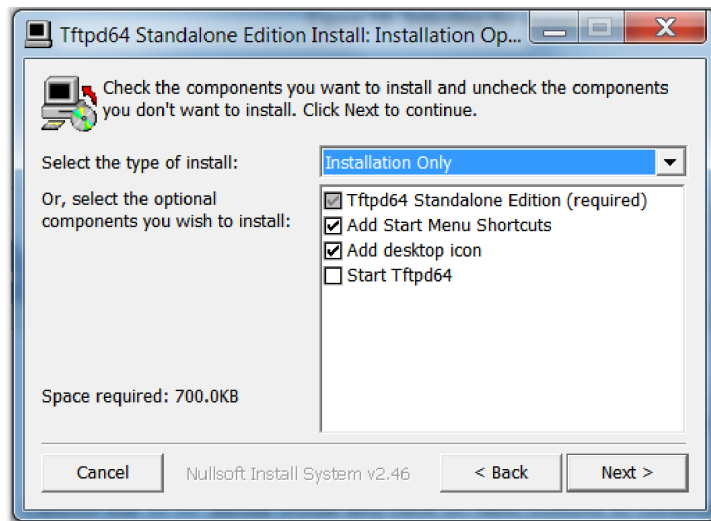 Tftpd64 Standalone Edition Install: Installation Op...
Check the components you want to install and uncheck the components
you don't want to install. Click Next to continue.
Select the type of install:
Installation Only
Or, select the optional
components you wish to install:
Tftpd64 Standalone Edition (required)
Add Start Menu Shortcuts
Add desktop icon
Start Tftpd64
Space required: 700.0KB
Cancel
Nullsoft Install System v2.46
< Back
Next >